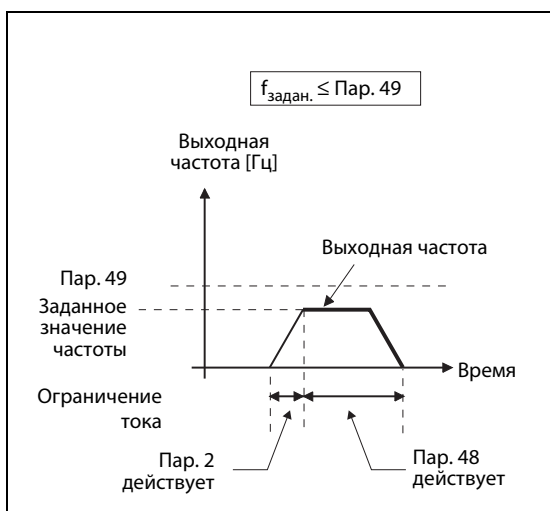 fзадан. ≤ Пар. 49
Выходная
частота [Гц]
Выходная частота
Пар. 49
Заданное
значение
частоты
Время
Ограничение
тока
Пар. 2
действует
Пар. 48
действует